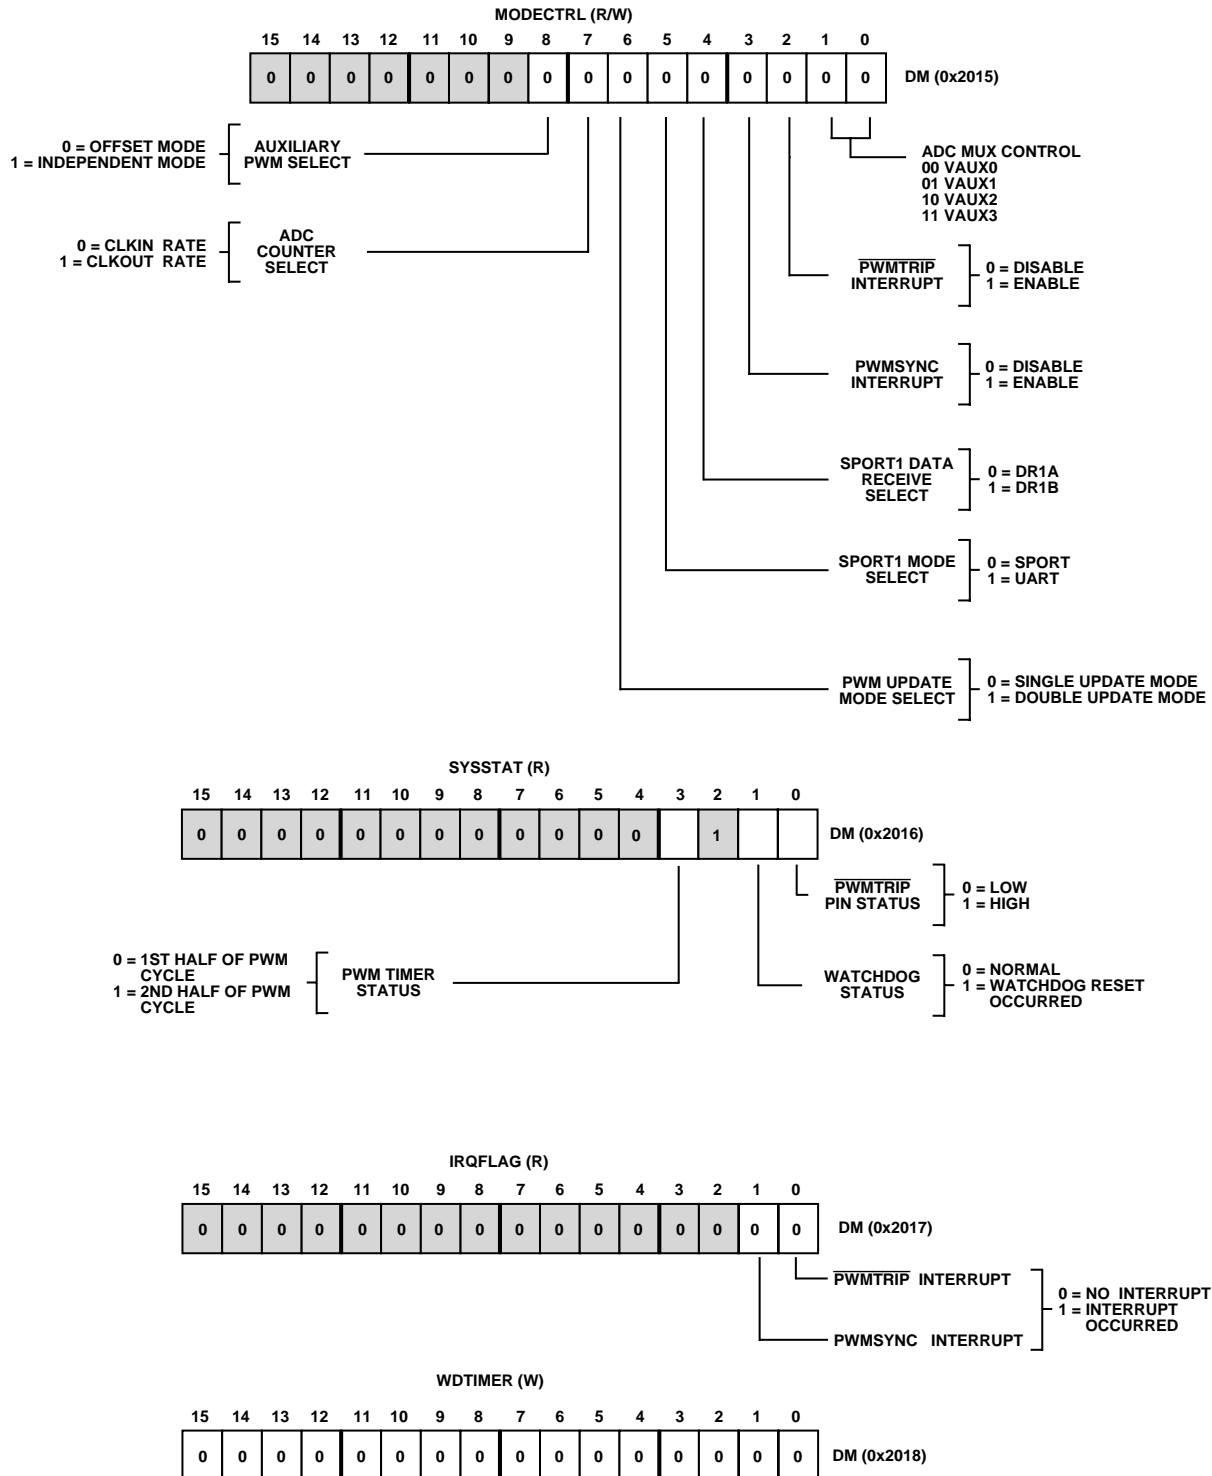 MODECTRL (R/W)
15 14 13 12 11 10 9 8 7 6 5 4 3 2 1 0
0 0 0 0 0 0 0 0 0 0 0 0 0 0 0 0 DM (0x2015)
0 = OFFSET MODE
1 = INDEPENDENT MODE
AUXILIARY
PWM SELECT
ADC MUX CONTROL
00 VAUX0
01 VAUX1
10 VAUX2
11 VAUX3
0 = CLKIN RATE
1 = CLKOUT RATE
ADC
COUNTER
SELECT
PWMTRIP
INTERRUPT
0 = DISABLE
1 = ENABLE
PWMSYNC
INTERRUPT
0 = DISABLE
1 = ENABLE
SPORT1 DATA
RECEIVE
SELECT
0 = DR1A
1 = DR1B
SPORT1 MODE
SELECT
0 = SPORT
1 = UART
PWM UPDATE
MODE SELECT
0 = SINGLE UPDATE MODE
1 = DOUBLE UPDATE MODE
SYSSTAT (R)
15 14 13 12 11 10 9 8 7 6 5 4 3 2 1 0
0 0 0 0 0 0 0 0 0 0 0 0 1 DM (0x2016)
PWMTRIP
PIN STATUS
0 = LOW
1 = HIGH
0 = 1ST HALF OF PWM
CYCLE
1 = 2ND HALF OF PWM
CYCLE
PWM TIMER
STATUS
WATCHDOG
STATUS
0 = NORMAL
1 = WATCHDOG RESET
OCCURRED
IRQFLAG (R)
15 14 13 12 11 10 9 8 7 6 5 4 3 2 1 0
0 0 0 0 0 0 0 0 0 0 0 0 0 0 0 0 DM (0x2017)
PWMTRIP INTERRUPT
PWMSYNC INTERRUPT
0 = NO INTERRUPT
1 = INTERRUPT
OCCURRED
WDTIMER (W)
15 14 13 12 11 10 9 8 7 6 5 4 3 2 1 0
0 0 0 0 0 0 0 0 0 0 0 0 0 0 0 0 DM (0x2018)